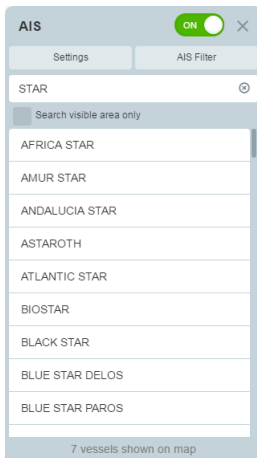 AIS
ON
Settings AIS Filter
STAR
Search visible area only
AFRICA STAR
AMUR STAR
ANDALUCIA STAR
ASTAROTH
ATLANTIC STAR
BIOSTAR
BLACK STAR
BLUE STAR DELOS
BLUE STAR PAROS
7 vessels shown on map